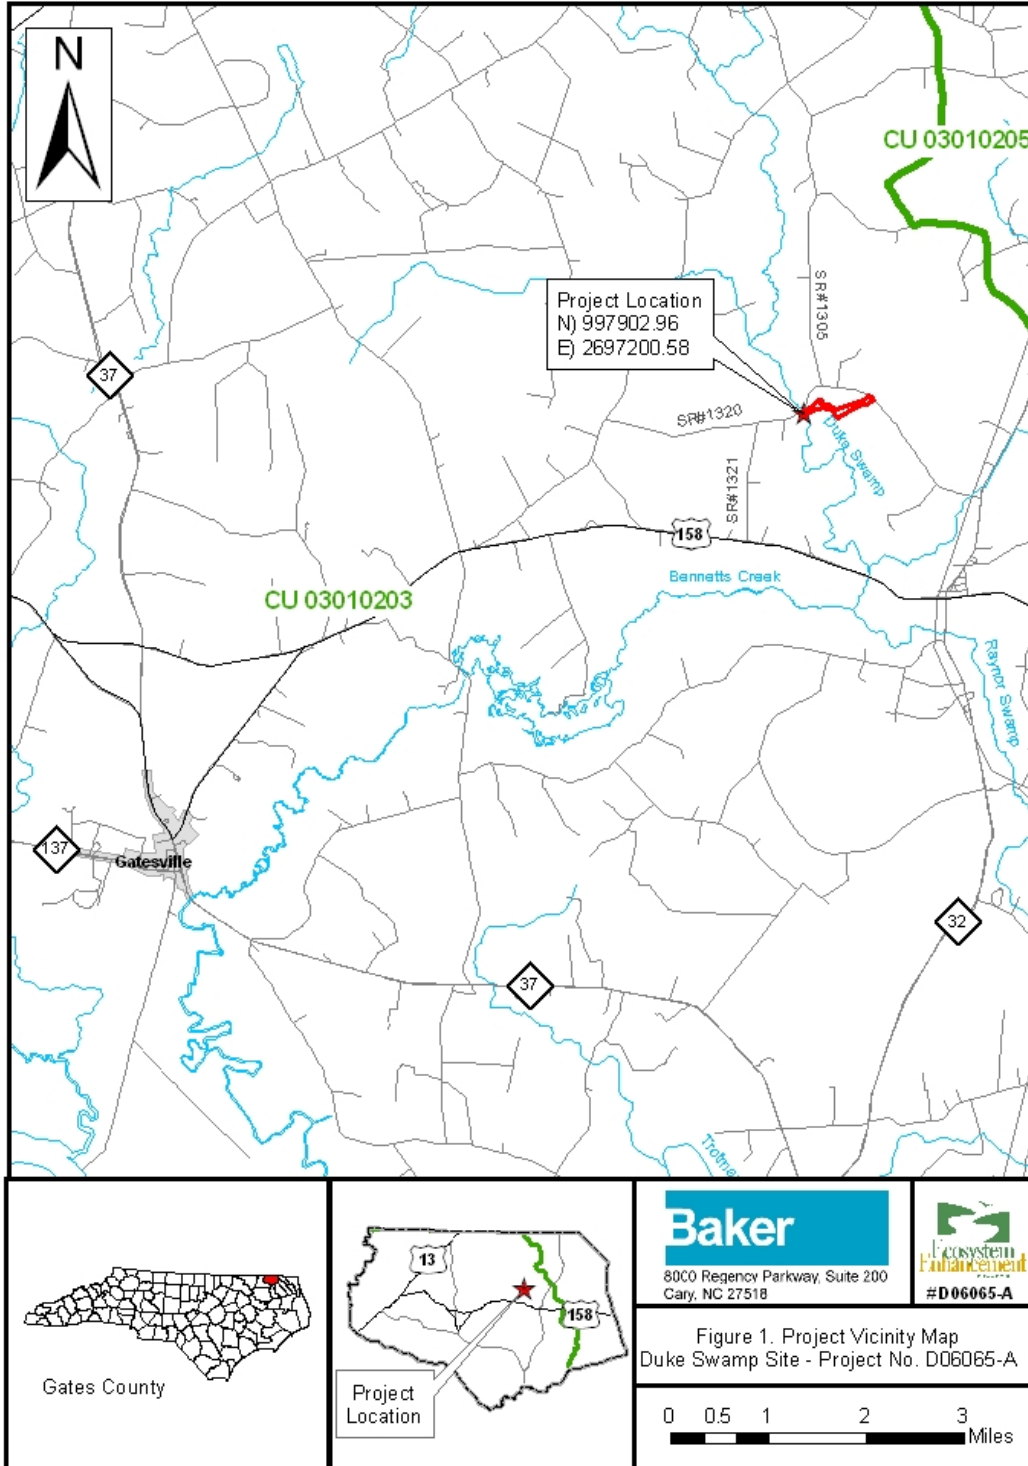 N
CU 03010205
Project Location
N) 997902.96
E) 2697200.58
SR#1305
37
SR#1320
Duke Swamp
SR#1321
158
Bennetts Creek
CU 03010203
Raynor Swamp
137
Gatesville
32
37
Trotma
Gates County
13
158
Project
Location
Baker
8000 Regency Parkway, Suite 200
Cary, NC 27518
Ecosystem
Enhancement
#D06065-A
Figure 1. Project Vicinity Map
Duke Swamp Site - Project No. D06065-A
0 0.5 1 2 3
Miles